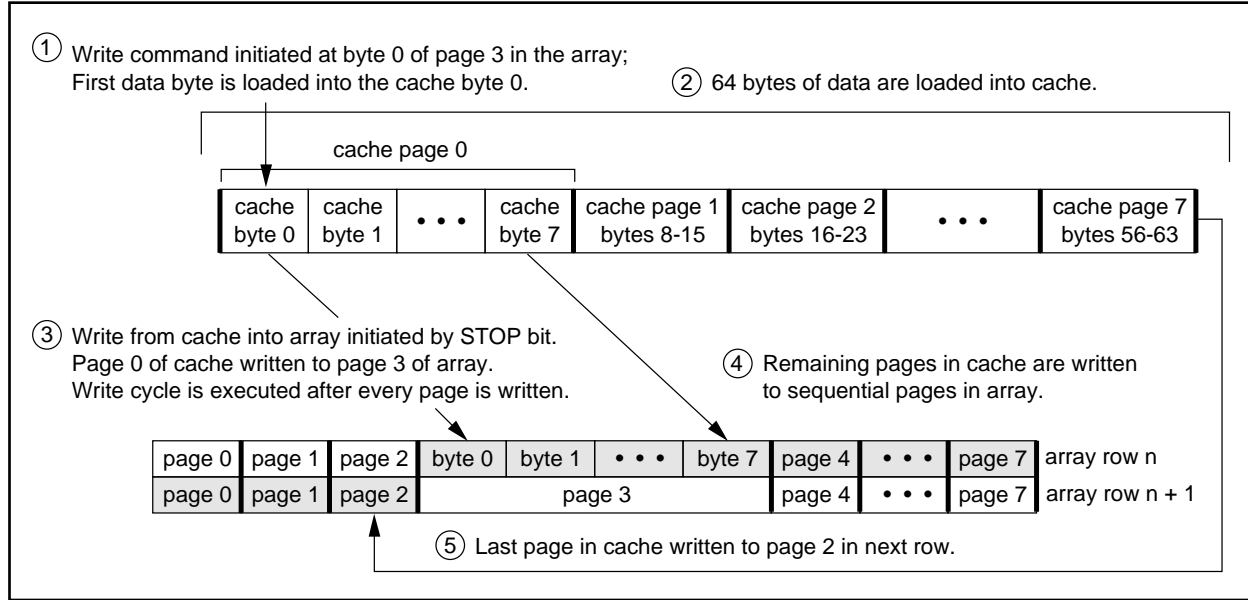 ① Write command initiated at byte 0 of page 3 in the array;
First data byte is loaded into the cache byte 0.
② 64 bytes of data are loaded into cache.
cache page 0
cache byte 0 cache byte 1 • • • cache byte 7 cache page 1 bytes 8-15 cache page 2 bytes 16-23 • • • cache page 7 bytes 56-63
③ Write from cache into array initiated by STOP bit.
Page 0 of cache written to page 3 of array.
Write cycle is executed after every page is written.
④ Remaining pages in cache are written
to sequential pages in array.
page 0 page 1 page 2 byte 0 byte 1 • • • byte 7 page 4 • • • page 7 array row n
page 0 page 1 page 2 page 3 page 4 • • • page 7 array row n + 1
⑤ Last page in cache written to page 2 in next row.